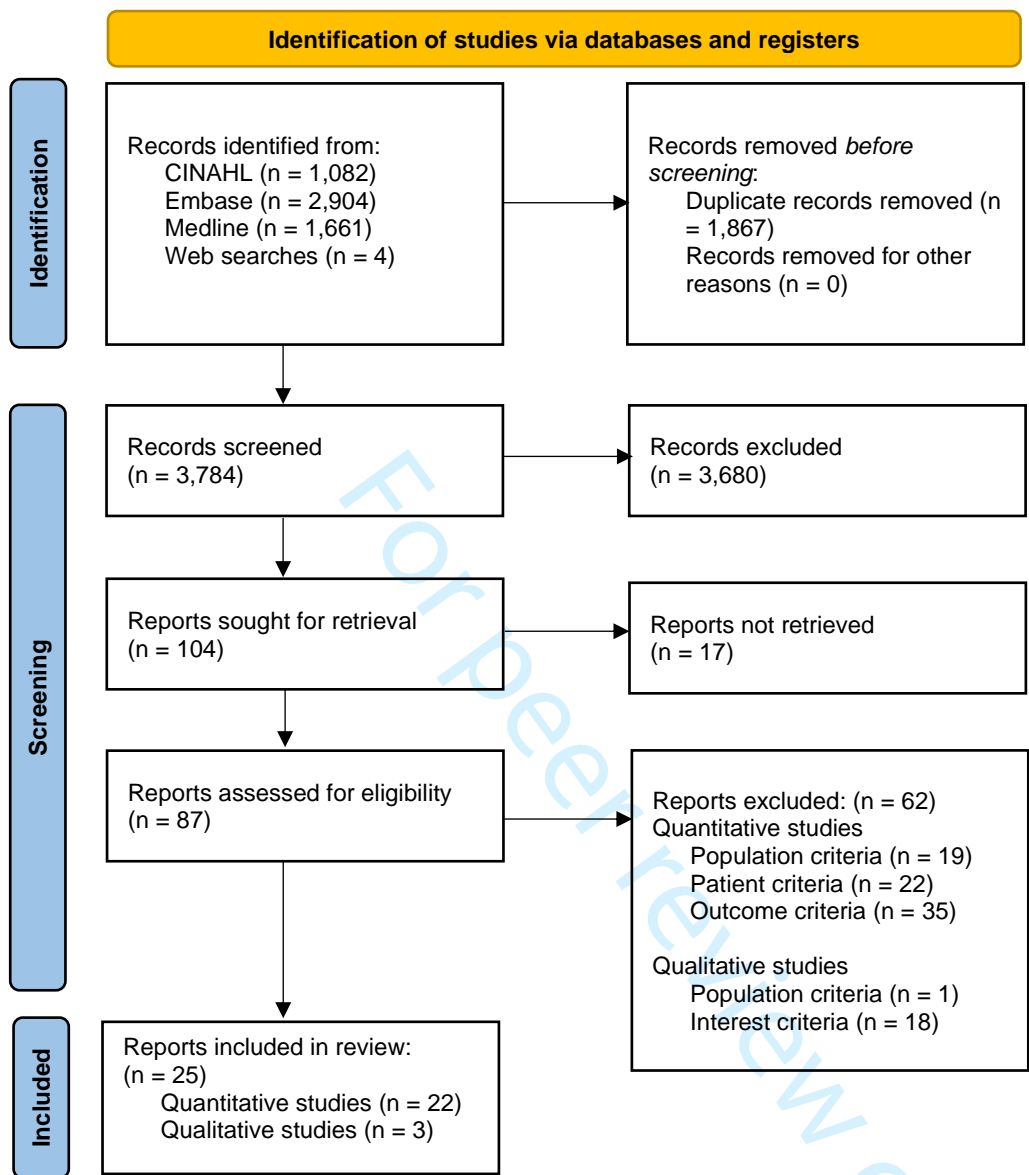 Identification of studies via databases and registers
Identification
Records identified from:
CINAHL (n = 1,082)
Embase (n = 2,904)
Medline (n = 1,661)
Web searches (n = 4)
Records removed before
screening:
Duplicate records removed (n
= 1,867)
Records removed for other
reasons (n = 0)
Screening
Records screened
(n = 3,784)
Records excluded
(n = 3,680)
Reports sought for retrieval
(n = 104)
Reports not retrieved
(n = 17)
Reports assessed for eligibility
(n = 87)
Reports excluded: (n = 62)
Quantitative studies
Population criteria (n = 19)
Patient criteria (n = 22)
Outcome criteria (n = 35)
Qualitative studies
Population criteria (n = 1)
Interest criteria (n = 18)
Included
Reports included in review:
(n = 25)
Quantitative studies (n = 22)
Qualitative studies (n = 3)
For peer review